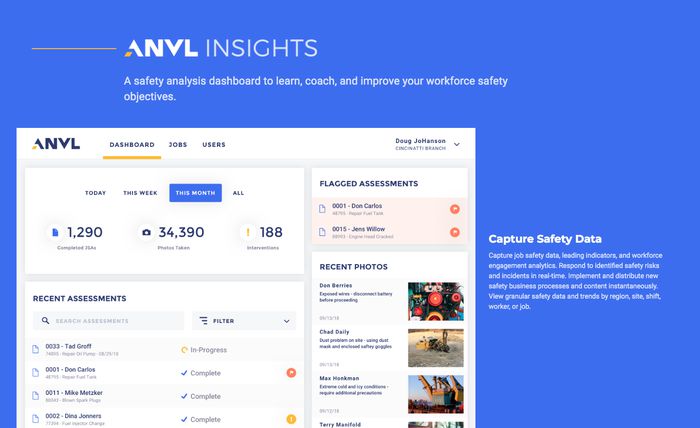 ANVL INSIGHTS
A safety analysis dashboard to learn, coach, and improve your workforce safety
objectives.
ANVL
DASHBOARD
JOBS
USERS
Doug JoHanson
CINCINATTI BRANCH
TODAY
THIS WEEK
THIS MONTH
ALL
1,290
Completed JSAs
34,390
Photos Taken
188
Interventions
FLAGGED ASSESSMENTS
0001 - Don Carlos
48795 · Repair Fuel Tank
0015 - Jens Willow
88993 · Engine Head Cracked
RECENT ASSESSMENTS
SEARCH ASSESSMENTS
FILTER
0033 - Tad Groff
74895 · Repair Oil Pump · 08/29/18
In-Progress
0001 - Don Carlos
48795 · Repair Fuel Tank
Complete
0011 - Mike Metzker
Blown Spark Plugs
Complete
0002 - Dina Jonners
77394 · Fuel Injector Change
Complete
RECENT PHOTOS
Don Berries
Exposed wires - disconnect battery
before proceeding
09/13/18
Chad Daily
Dust problem on site - using dust
mask and enclosed saftey goggles
09/13/18
Max Honkman
Extreme cold and icy conditions -
require additional precautions
09/12/18
Terry Manifold
Capture Safety Data
Capture job safety data, leading indicators, and workforce
engagement analytics. Respond to identified safety risks
and incidents in real-time. Implement and distribute new
safety business processes and content instantaneously.
View granular safety data and trends by region, site, shift,
worker, or job.